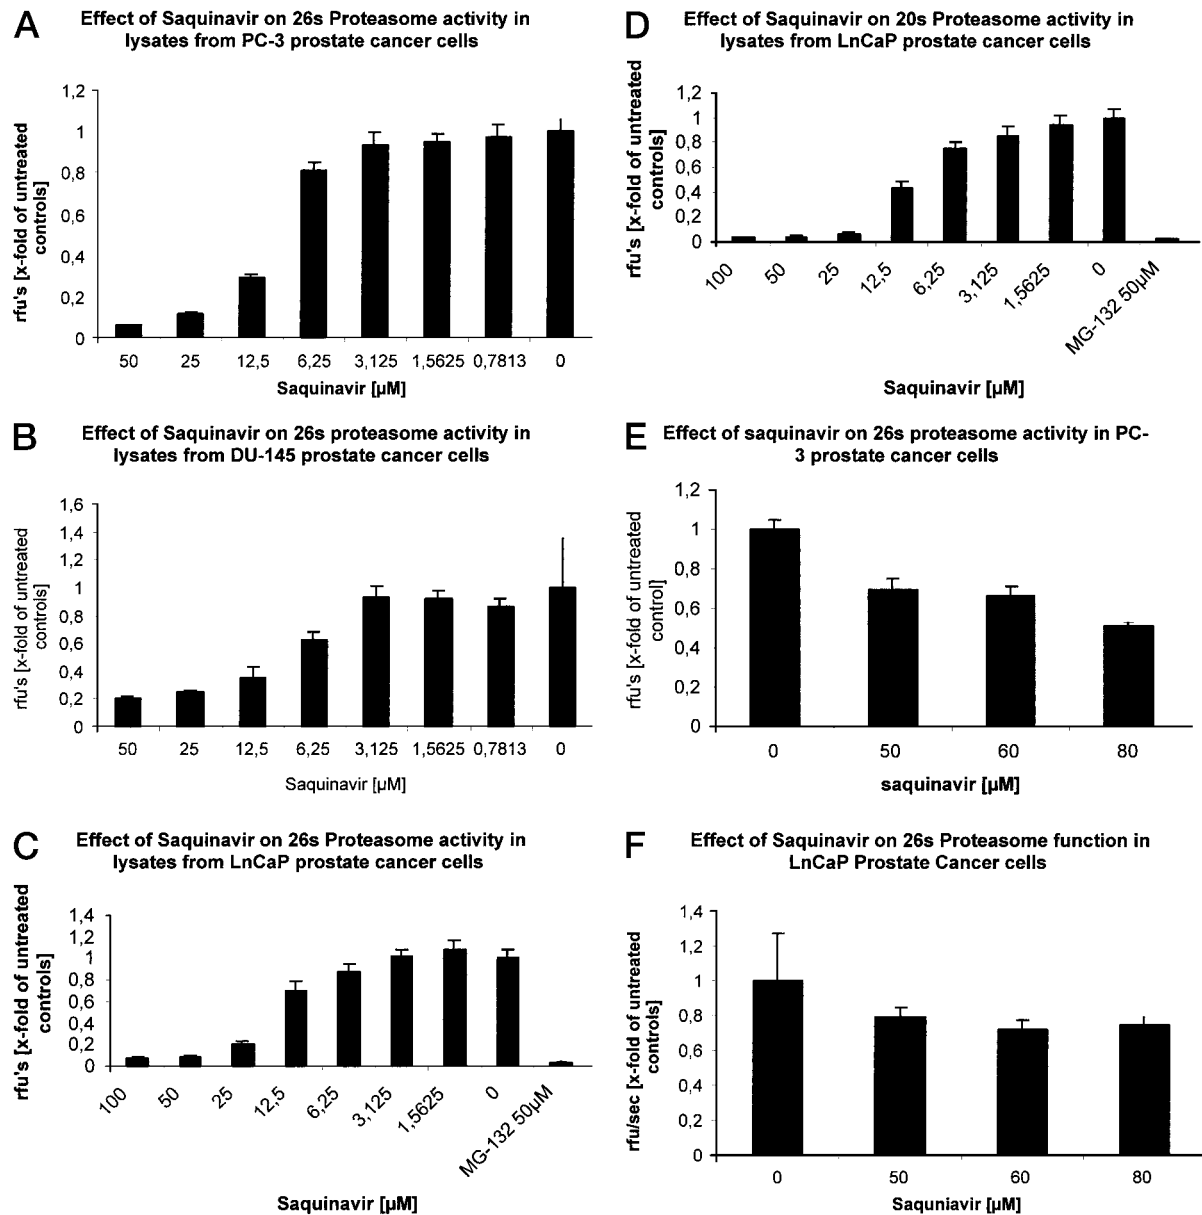 A
Effect of Saquinavir on 26s Proteasome activity in
lysates from PC-3 prostate cancer cells
rfu's [x-fold of untreated
controls]
1,2
1
0,8
0,6
0,4
0,2
0
50 25 12,5 6,25 3,125 1,5625 0,7813 0
Saquinavir [µM]
B
Effect of Saquinavir on 26s proteasome activity in
lysates from DU-145 prostate cancer cells
rfu's [x-fold of untreated
controls]
1,6
1,4
1,2
1
0,8
0,6
0,4
0,2
0
50 25 12,5 6,25 3,125 1,5625 0,7813 0
Saquinavir [µM]
C
Effect of Saquinavir on 26s Proteasome activity in
lysates from LnCaP prostate cancer cells
rfu's [x-fold of untreated
controls]
1,4
1,2
1
0,8
0,6
0,4
0,2
0
100 50 25 12,5 6,25 3,125 1,5625 0 MG-132 50µM
Saquinavir [µM]
D
Effect of Saquinavir on 20s Proteasome activity in
lysates from LnCaP prostate cancer cells
rfu's [x-fold of untreated
controls]
1,2
1
0,8
0,6
0,4
0,2
0
100 50 25 12,5 6,25 3,125 1,5625 0 MG-132 50µM
Saquinavir [µM]
E
Effect of saquinavir on 26s proteasome activity in PC-
3 prostate cancer cells
rfu's [x-fold of untreated
control]
1,2
1
0,8
0,6
0,4
0,2
0
0 50 60 80
saquinavir [µM]
F
Effect of Saquinavir on 26s Proteasome function in
LnCaP Prostate Cancer cells
rfu/sec [x-fold of untreated
controls]
1,4
1,2
1
0,8
0,6
0,4
0,2
0
0 50 60 80
Saquniavir [µM]